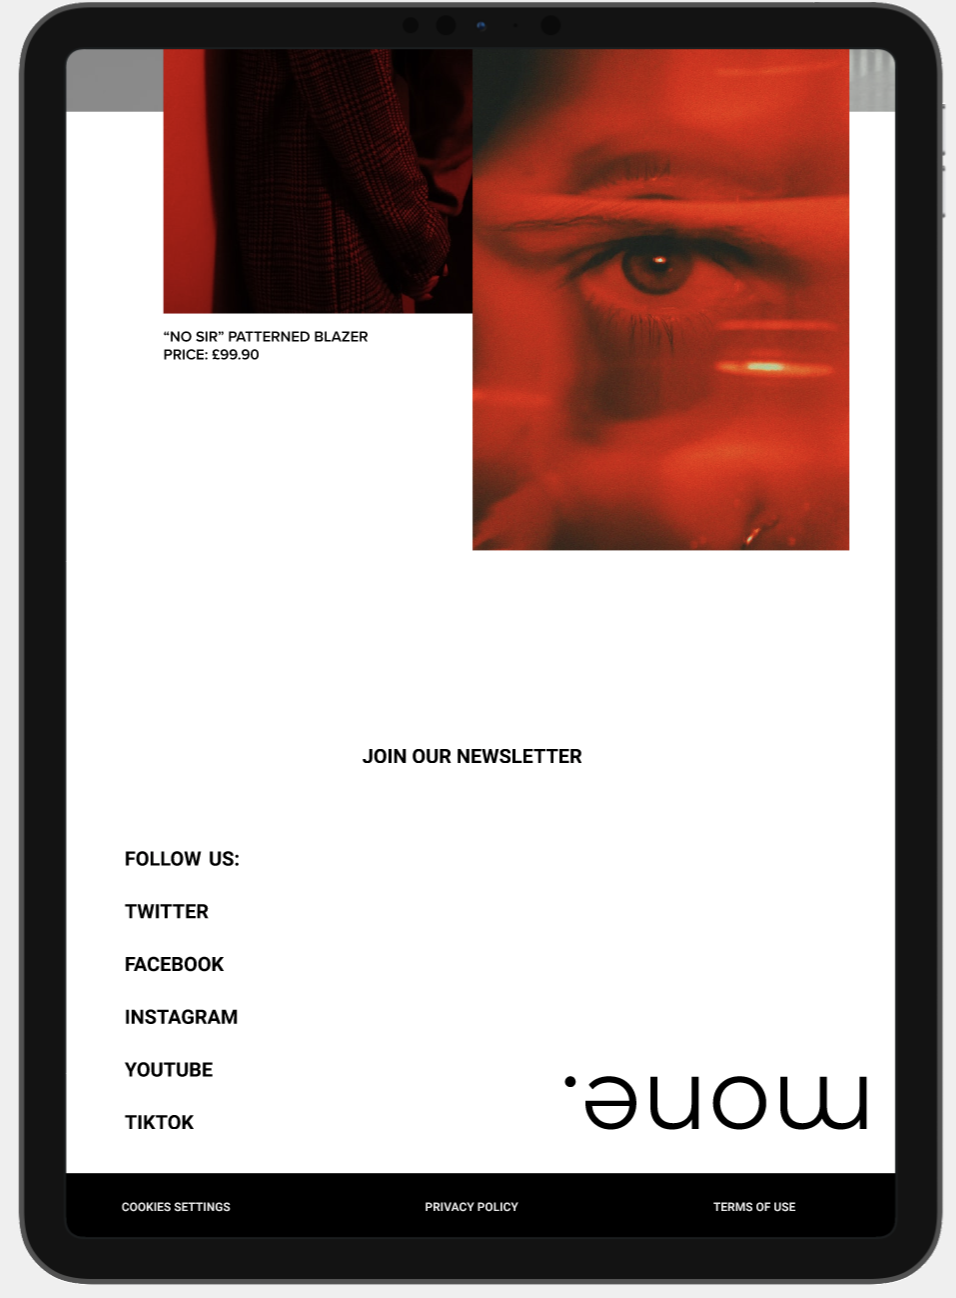 “NO SIR” PATTERNED BLAZER
PRICE: £99.90
JOIN OUR NEWSLETTER
FOLLOW US:
TWITTER
FACEBOOK
INSTAGRAM
YOUTUBE
TIKTOK
mone.
COOKIES SETTINGS
PRIVACY POLICY
TERMS OF USE